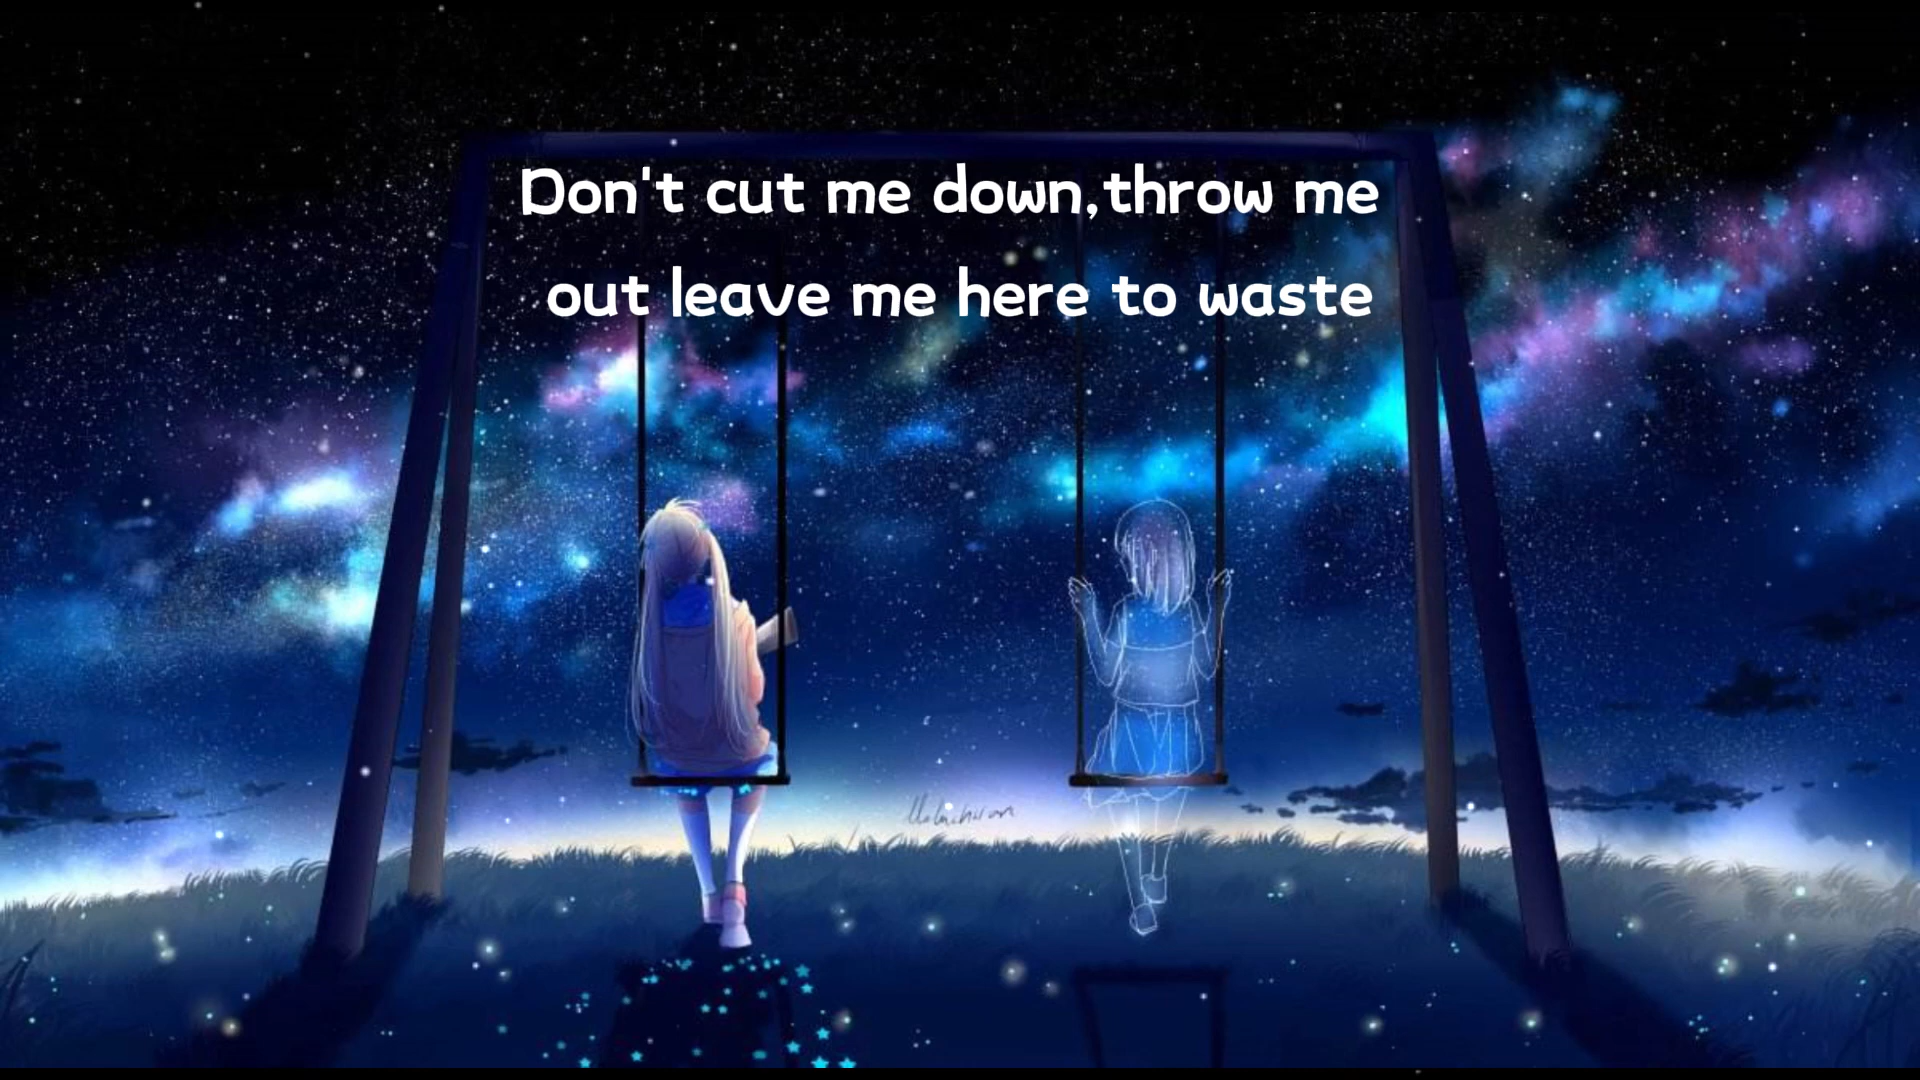 Don't cut me down,throw me
out leave me here to waste